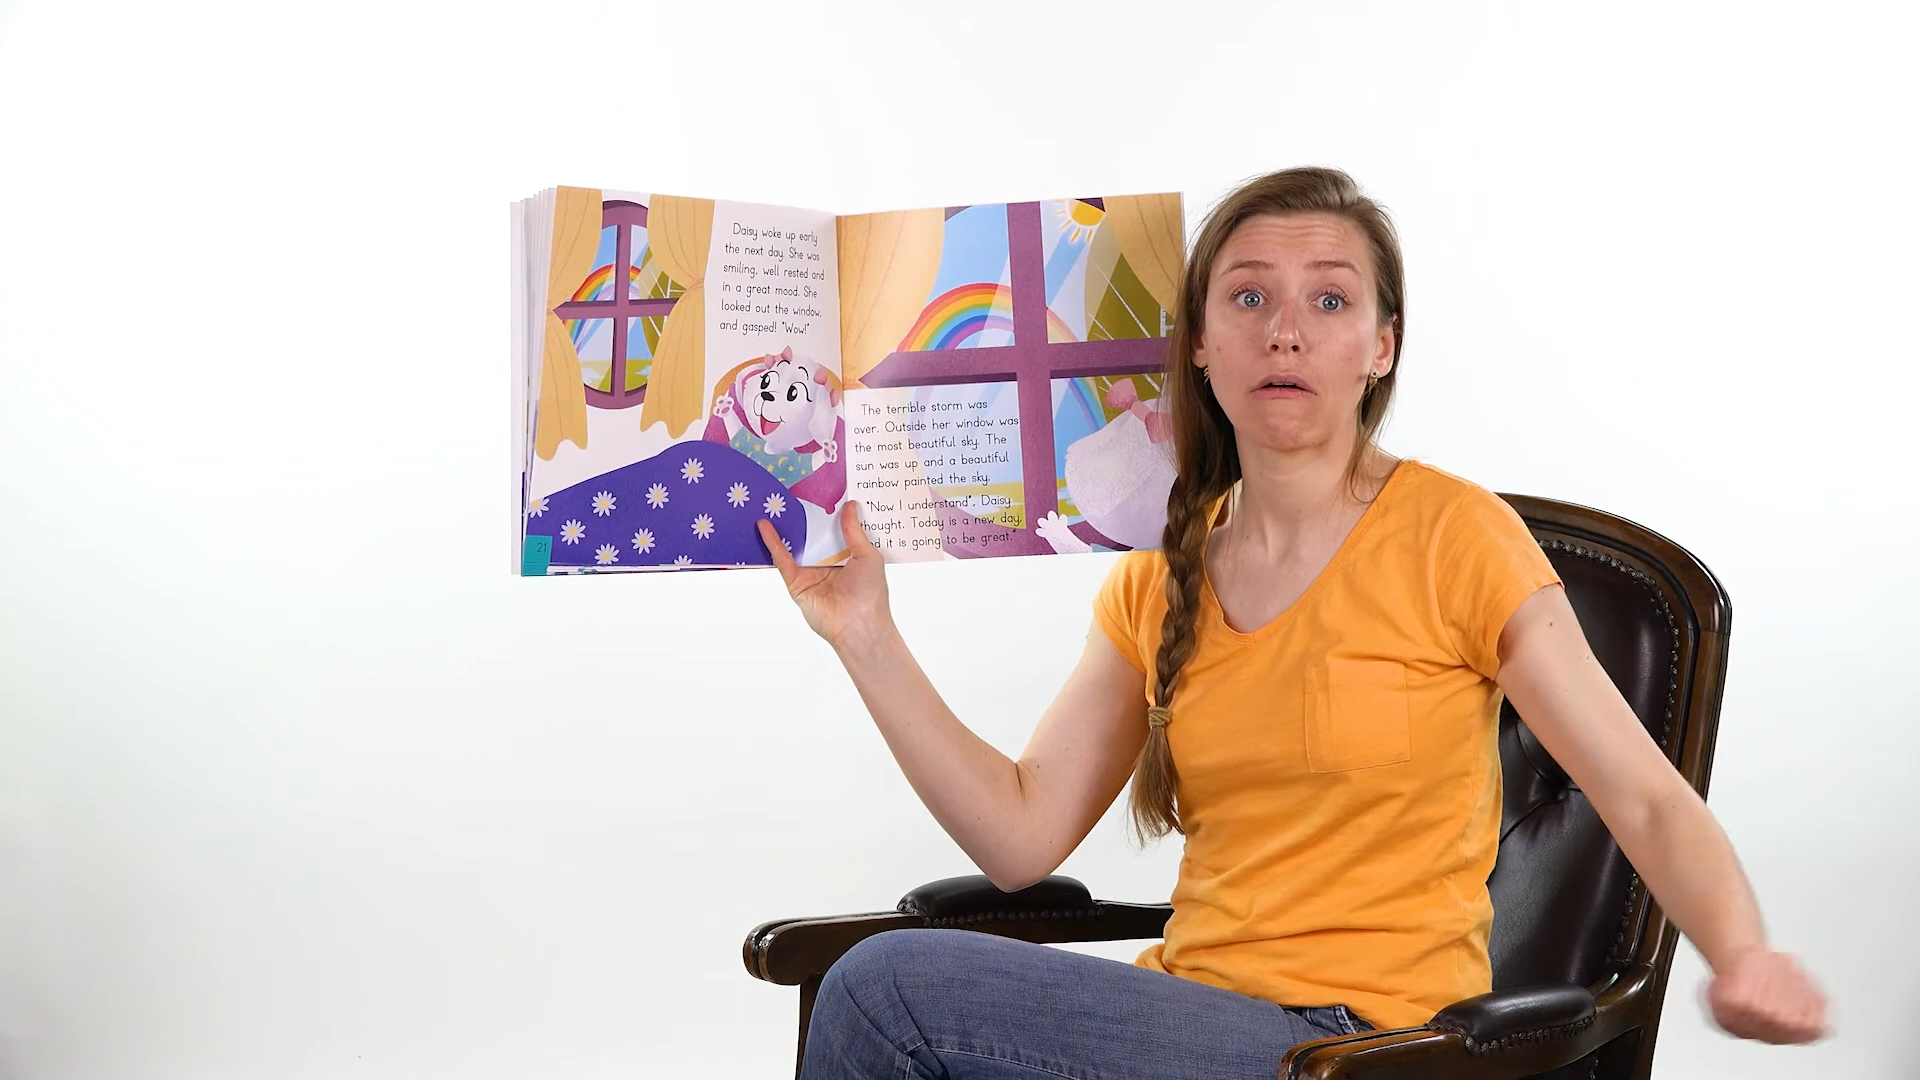 Daisy woke up early
the next day. She was
smiling, well rested and
in a great mood. She
looked out the window,
and gasped! "Wow!"
The terrible storm was
over. Outside her window was
the most beautiful sky. The
sun was up and a beautiful
rainbow painted the sky.
"Now I understand", Daisy
thought. Today is a new day,
it is going to be great."
21